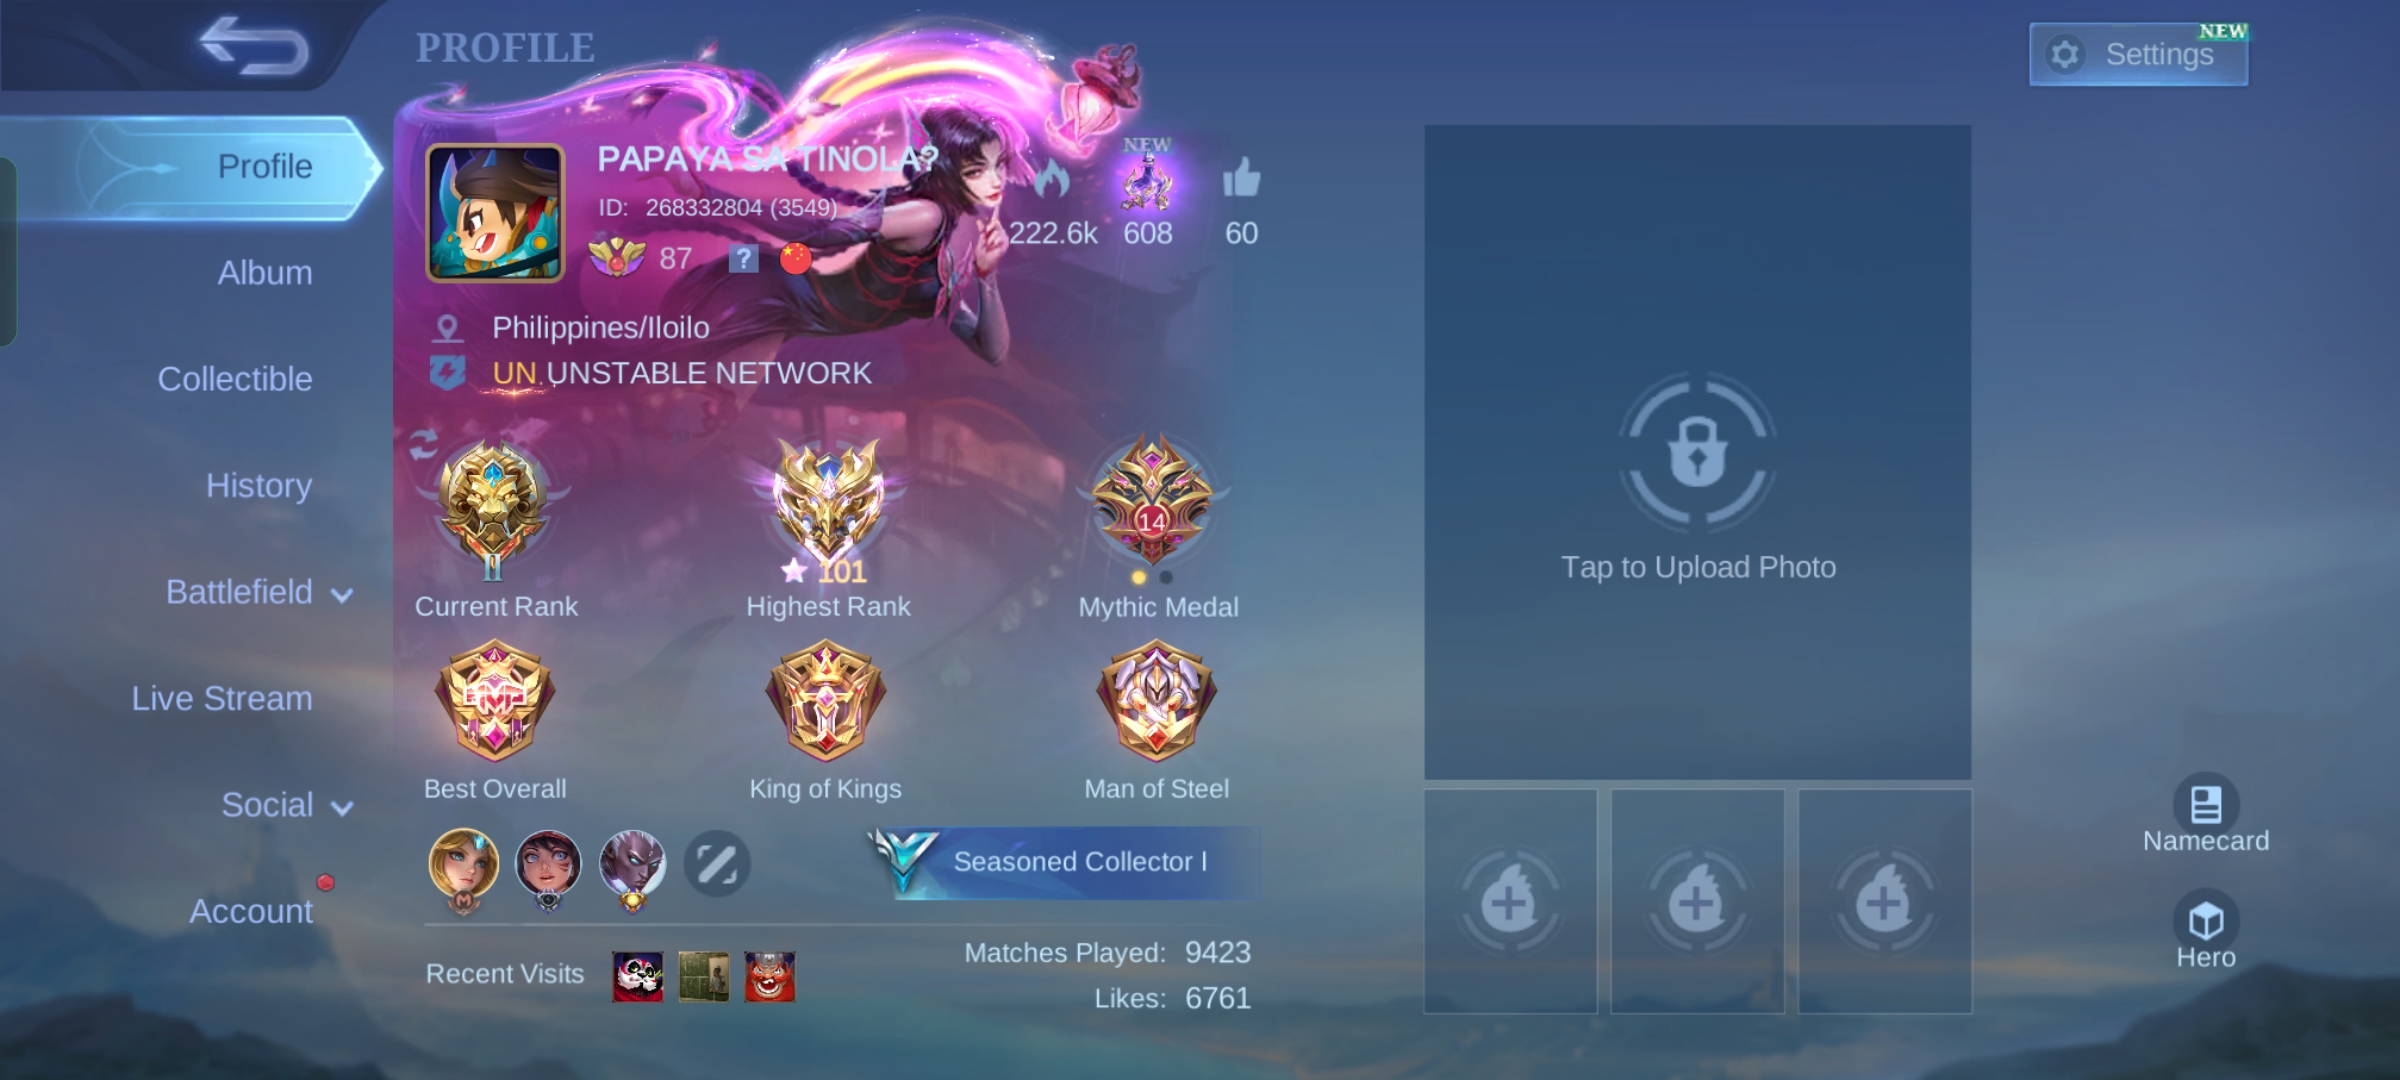 PROFILE
NEW
Settings
Profile
Album
Collectible
History
Battlefield
Live Stream
Social
Account
PAPAYA SA TINOLA?
ID: 268332804 (3549)
87
?
222.6k
NEW
608
60
Philippines/Iloilo
UN UNSTABLE NETWORK
II
101
14
Current Rank
Highest Rank
Mythic Medal
Best Overall
King of Kings
Man of Steel
M
Seasoned Collector I
Recent Visits
Matches Played: 9423
Likes: 6761
Tap to Upload Photo
Namecard
Hero